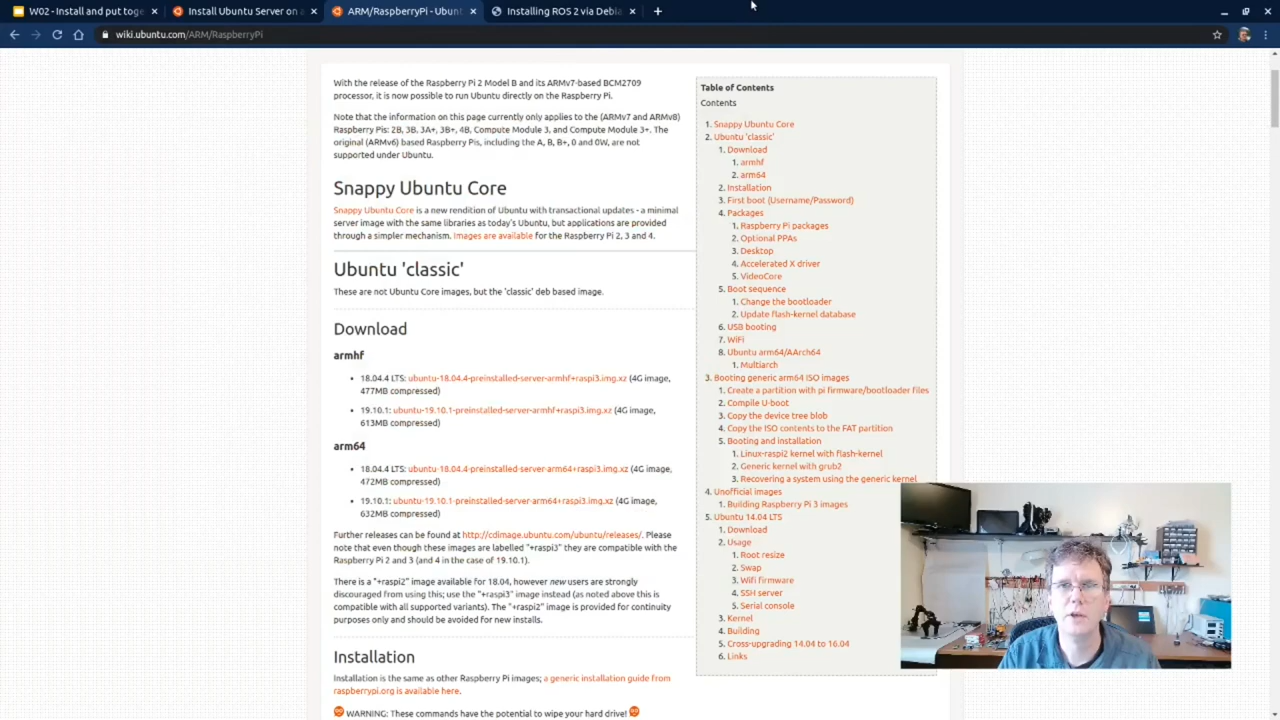 W02 - Install and put toge
Install Ubuntu Server on a
ARM/RaspberryPi - Ubunt
Installing ROS 2 via Debia
wiki.ubuntu.com/ARM/RaspberryPi
With the release of the Raspberry Pi 2 Model B and its ARMv7-based BCM2709
processor, it is now possible to run Ubuntu directly on the Raspberry Pi.
Note that the information on this page currently only applies to the (ARMv7 and ARMv8)
Raspberry Pis: 2B, 3B, 3A+, 3B+, 4B, Compute Module 3, and Compute Module 3+. The
original (ARMv6) based Raspberry Pis, including the A, B, B+, 0 and 0W, are not
supported under Ubuntu.
Snappy Ubuntu Core
Snappy Ubuntu Core is a new rendition of Ubuntu with transactional updates - a minimal
server image with the same libraries as today's Ubuntu, but applications are provided
through a simpler mechanism. Images are available for the Raspberry Pi 2, 3 and 4.
Ubuntu 'classic'
These are not Ubuntu Core images, but the 'classic' deb based image.
Download
armhf
• 18.04.4 LTS: ubuntu-18.04.4-preinstalled-server-armhf+raspi3.img.xz (4G image,
477MB compressed)
• 19.10.1: ubuntu-19.10.1-preinstalled-server-armhf+raspi3.img.xz (4G image,
613MB compressed)
arm64
• 18.04.4 LTS: ubuntu-18.04.4-preinstalled-server-arm64+raspi3.img.xz (4G image,
472MB compressed)
• 19.10.1: ubuntu-19.10.1-preinstalled-server-arm64+raspi3.img.xz (4G image,
632MB compressed)
Further releases can be found at http://cdimage.ubuntu.com/ubuntu/releases/. Please
note that even though these images are labelled "+raspi3" they are compatible with the
Raspberry Pi 2 and 3 (and 4 in the case of 19.10.1).
There is a "+raspi2" image available for 18.04, however new users are strongly
discouraged from using this; use the "+raspi3" image instead (as noted above this is
compatible with all supported variants). The "+raspi2" image is provided for continuity
purposes only and should be avoided for new installs.
Installation
Installation is the same as other Raspberry Pi images; a generic installation guide from
raspberrypi.org is available here.
WARNING: These commands have the potential to wipe your hard drive!
Table of Contents
Contents
1. Snappy Ubuntu Core
2. Ubuntu 'classic'
1. Download
1. armhf
2. arm64
2. Installation
3. First boot (Username/Password)
4. Packages
1. Raspberry Pi packages
2. Optional PPAs
3. Desktop
4. Accelerated X driver
5. VideoCore
5. Boot sequence
1. Change the bootloader
2. Update flash-kernel database
6. USB booting
7. WiFi
8. Ubuntu arm64/AArch64
1. Multiarch
3. Booting generic arm64 ISO images
1. Create a partition with pi firmware/bootloader files
2. Compile U-boot
3. Copy the device tree blob
4. Copy the ISO contents to the FAT partition
5. Booting and installation
1. Linux-raspi2 kernel with flash-kernel
2. Generic kernel with grub2
3. Recovering a system using the generic kernel
4. Unofficial images
1. Building Raspberry Pi 3 images
5. Ubuntu 14.04 LTS
1. Download
2. Usage
1. Root resize
2. Swap
3. Wifi firmware
4. SSH server
5. Serial console
3. Kernel
4. Building
5. Cross-upgrading 14.04 to 16.04
6. Links